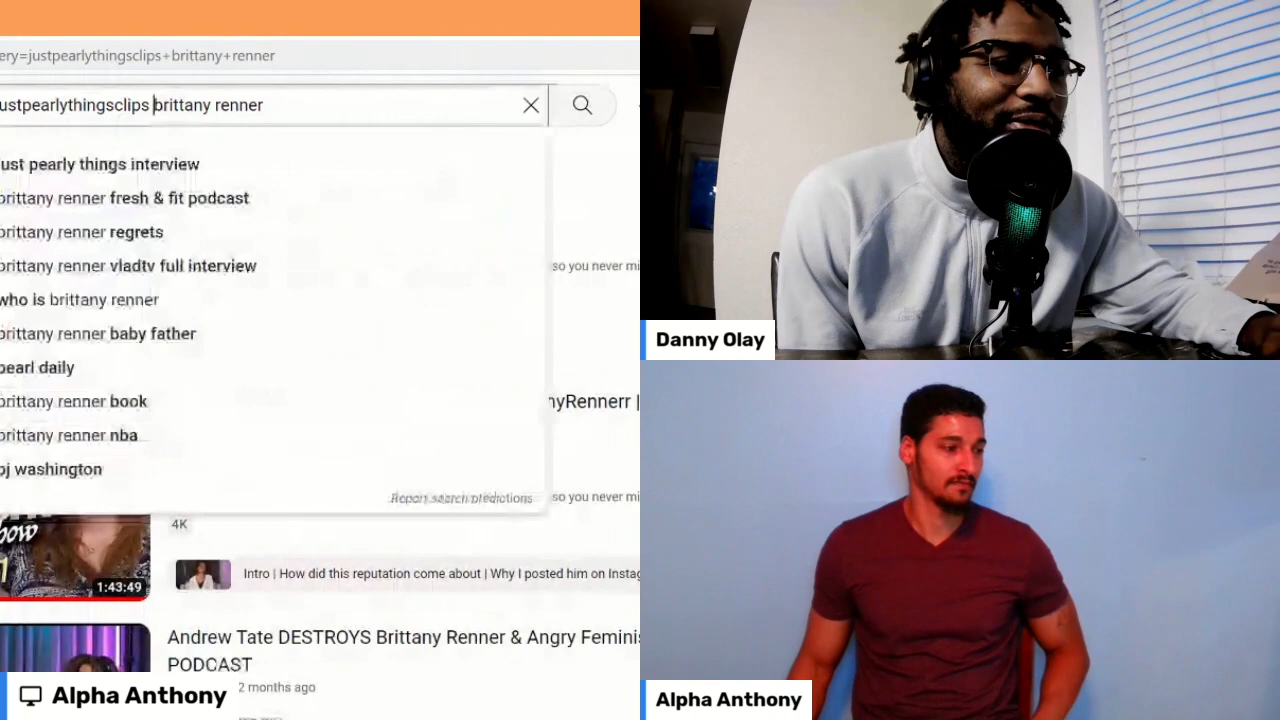 ery=justpearlythingsclips+brittany+renner
ustpearlythingsclips brittany renner
ust pearly things interview
brittany renner fresh & fit podcast
brittany renner regrets
brittany renner vladtv full interview
so you never mi
who is brittany renner
brittany renner baby father
pearl daily
brittany renner book
nyRennerr |
brittany renner nba
pj washington
Report search predictions
so you never mi
4K
1:43:49
Intro | How did this reputation come about | Why I posted him on Instag
Andrew Tate DESTROYS Brittany Renner & Angry Feminis
PODCAST
2 months ago
Alpha Anthony
Danny Olay
Alpha Anthony